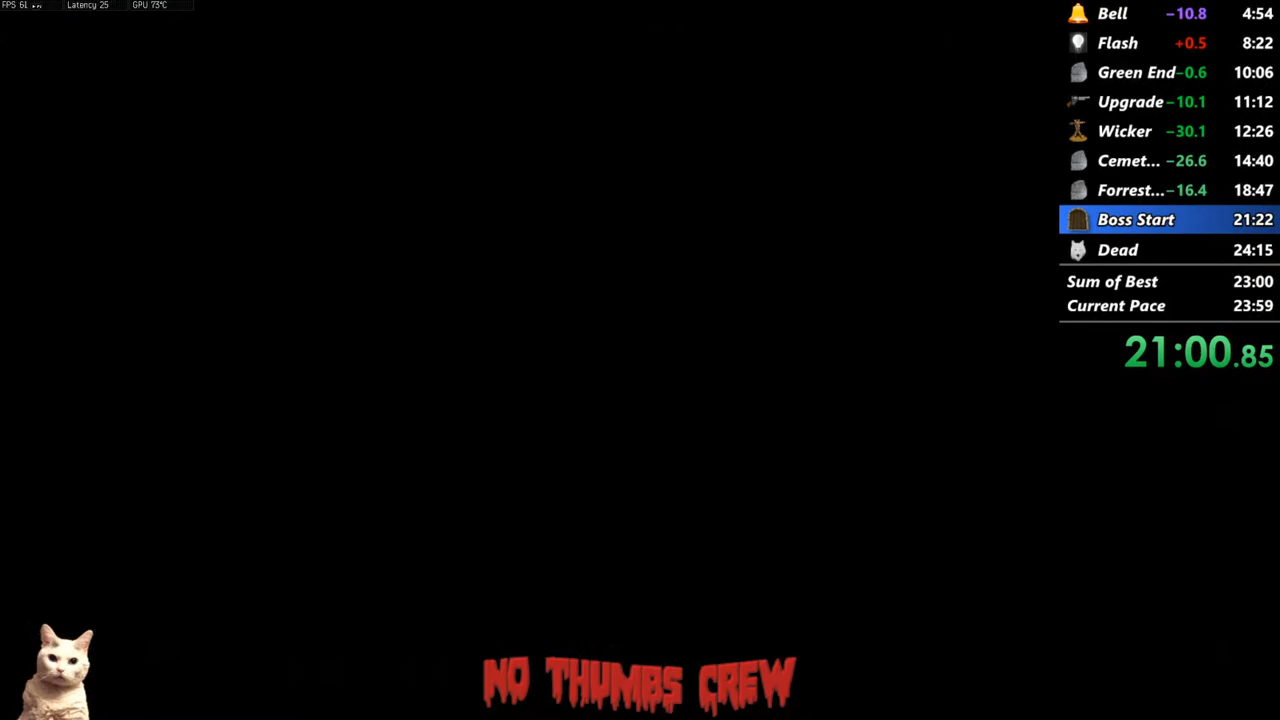 FPS 61 Latency 25 GPU 73°C
Bell −10.8 4:54
Flash +0.5 8:22
Green End −0.6 10:06
Upgrade −10.1 11:12
Wicker −30.1 12:26
Cemet... −26.6 14:40
Forrest... −16.4 18:47
Boss Start 21:22
Dead 24:15
Sum of Best 23:00
Current Pace 23:59
21:00.85
NO THUMBS CREW